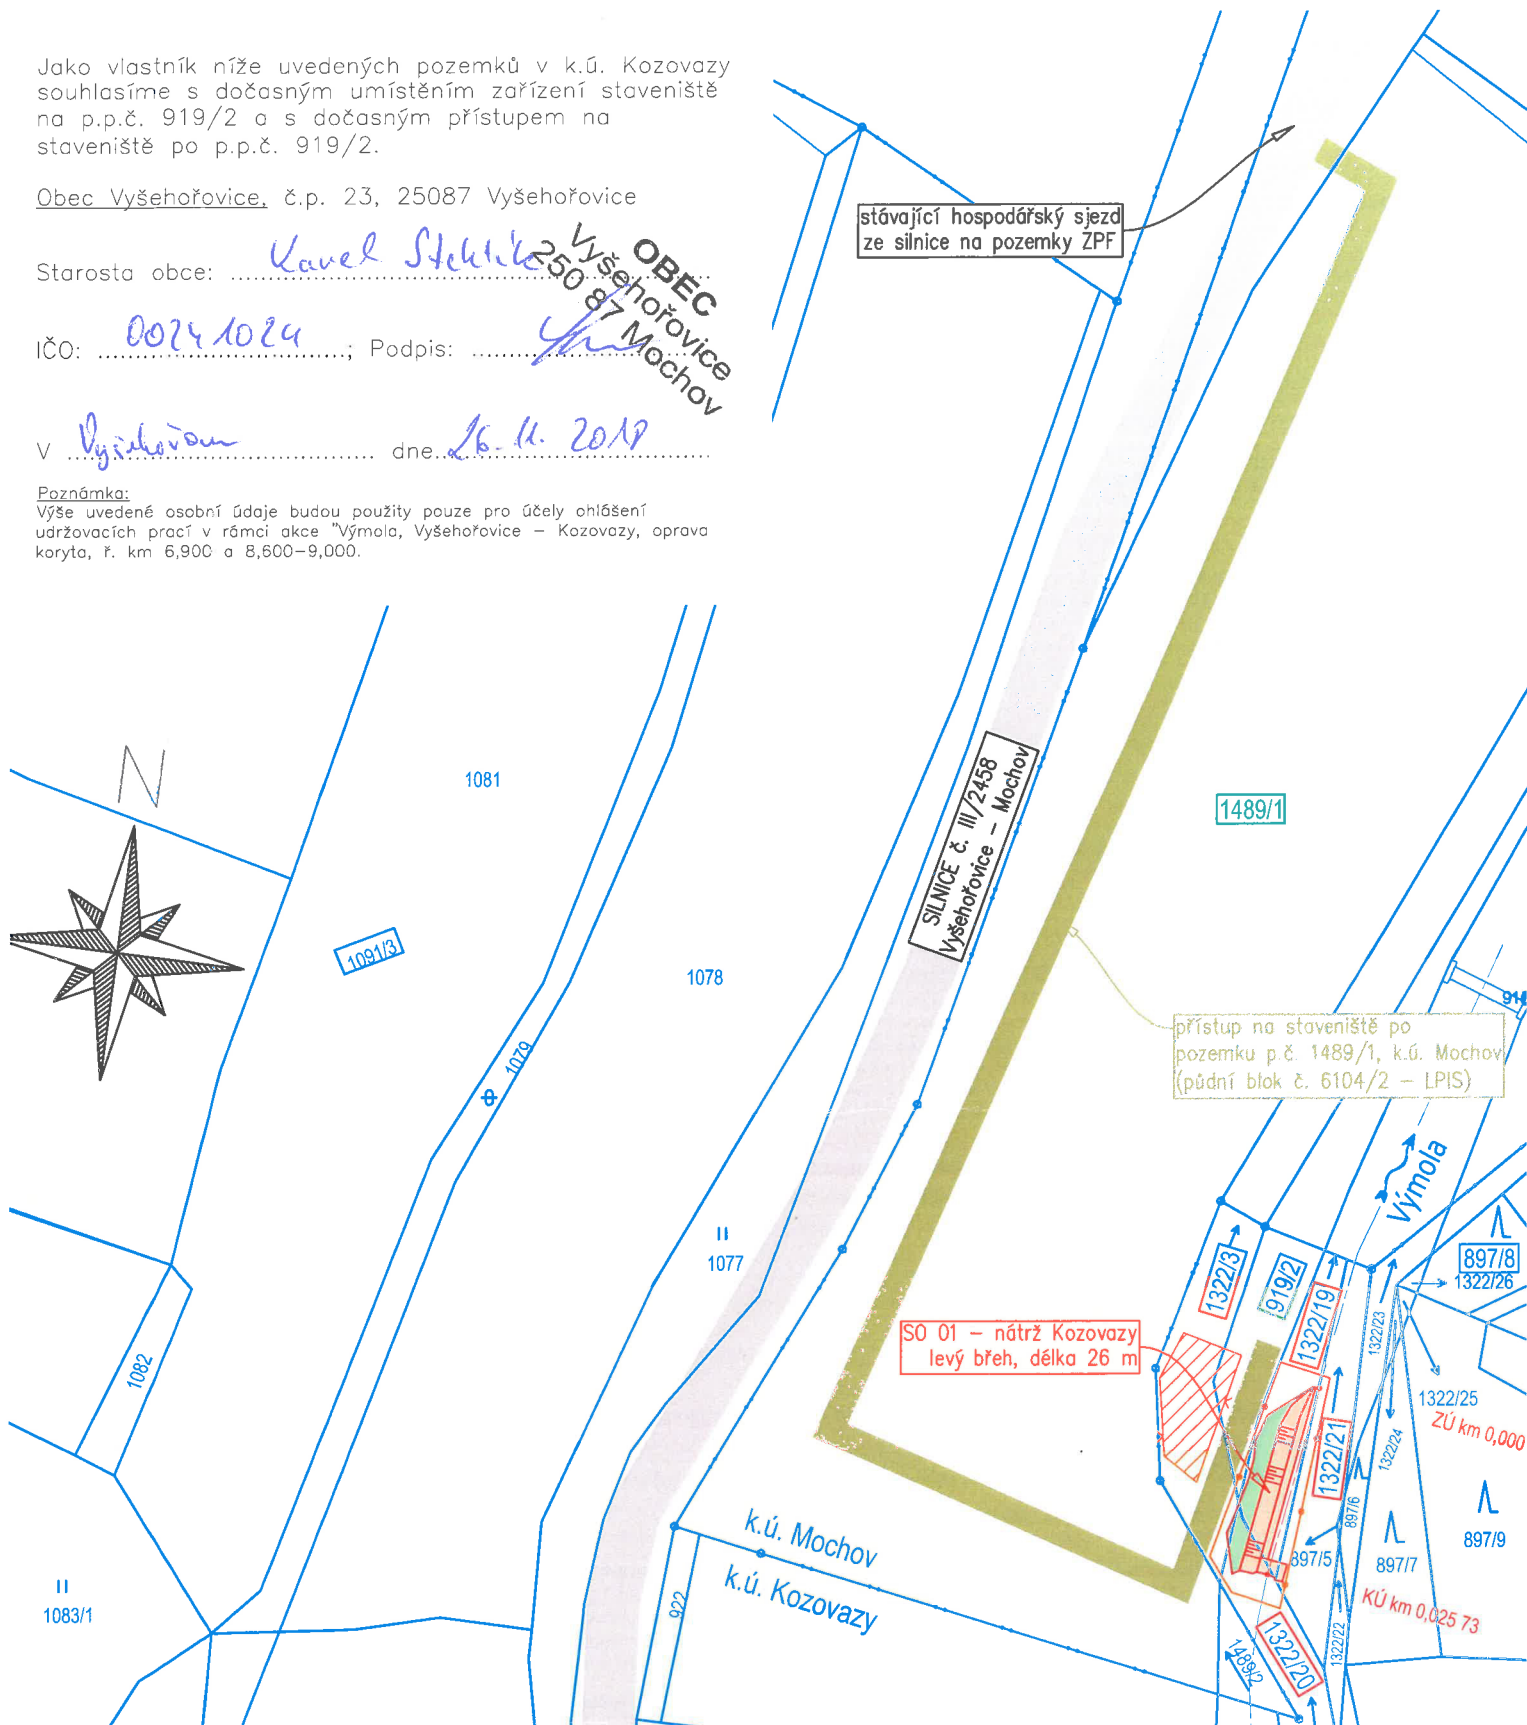 Jako vlastník níže uvedených pozemků v k.ú. Kozovazy
souhlasíme s dočasným umístěním zařízení staveniště
na p.p.č. 919/2 a s dočasným přístupem na
staveniště po p.p.č. 919/2.
Obec Vyšehořovice, č.p. 23, 25087 Vyšehořovice
Starosta obce: Karel
OBEC
Vyšehořovice
250 87 Mochov
IČO: 00241024; Podpis:
V dne 26. 11. 2018
Poznámka:
Výše uvedené osobní údaje budou použity pouze pro účely ohlášení
udržovacích prací v rámci akce "Výmola, Vyšehořovice – Kozovazy, oprava
koryta, ř. km 6,900 a 8,600–9,000.
stávající hospodářský sjezd
ze silnice na pozemky ZPF
N
1081
1091/3
1078
1079
SILNICE č. III/2458
Vyšehořovice – Mochov
1489/1
přístup na staveniště po
pozemku p.č. 1489/1, k.ú. Mochov
(půdní blok č. 6104/2 – LPIS)
Výmola
1077
1082
1322/3
919/2
1322/19
1322/23
897/8
1322/26
SO 01 – nátrž Kozovazy
levý břeh, délka 26 m
1322/25
ZÚ km 0,000
1322/21
1322/24
897/6
897/5
897/7
897/9
KÚ km 0,025 73
k.ú. Mochov
k.ú. Kozovazy
922
1083/1
1489/2
1322/20
1322/22